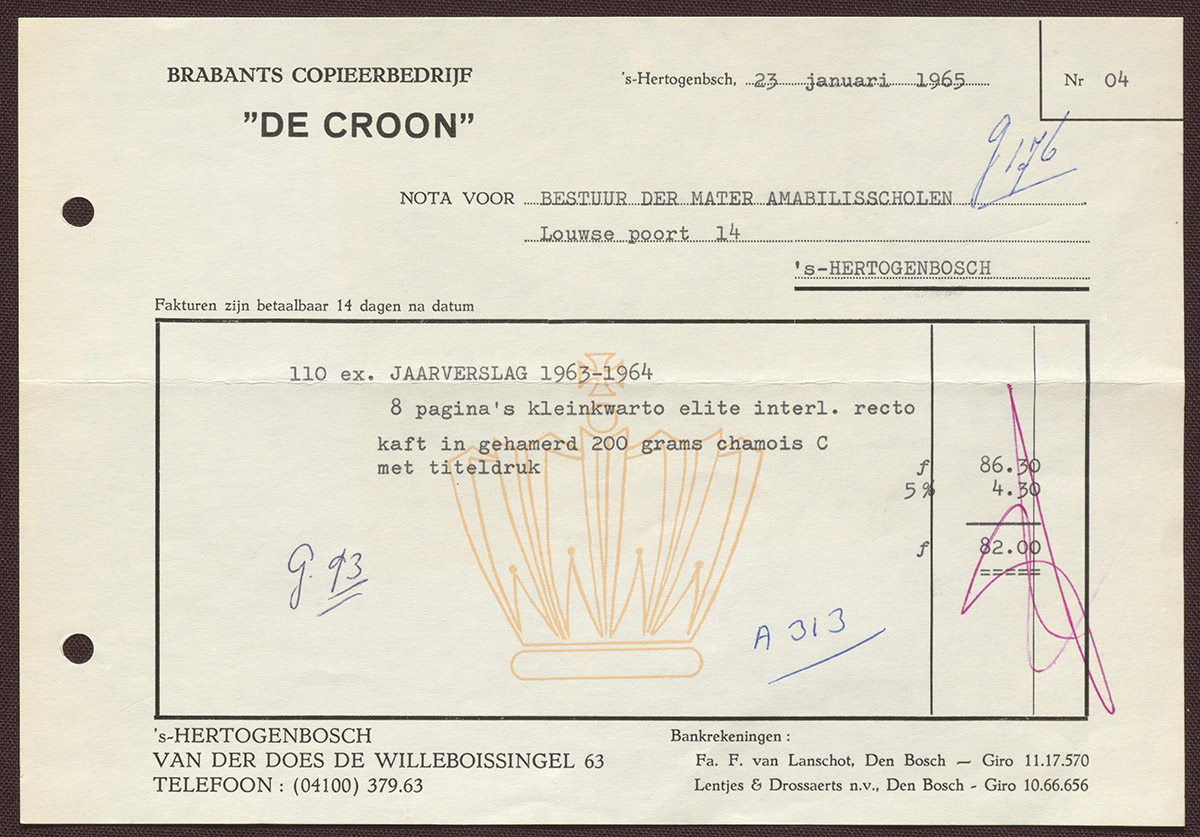 BRABANTS COPIEERBEDRIJF
"DE CROON"
's-Hertogenbsch, 23 januari 1965
Nr 04
g 176
NOTA VOOR BESTUUR DER MATER AMABILISSCHOLEN
Louwse poort 14
's-HERTOGENBOSCH
Fakturen zijn betaalbaar 14 dagen na datum
110 ex. JAARVERSLAG 1963-1964
8 pagina's kleinkwarto elite interl. recto
kaft in gehamerd 200 grams chamois C
met titeldruk ƒ 86.30
5% 4.30
ƒ 82.00
=====
G. 93
A 313
's-HERTOGENBOSCH
VAN DER DOES DE WILLEBOISSINGEL 63
TELEFOON : (04100) 379.63
Bankrekeningen :
Fa. F. van Lanschot, Den Bosch — Giro 11.17.570
Lentjes & Drossaerts n.v., Den Bosch - Giro 10.66.656